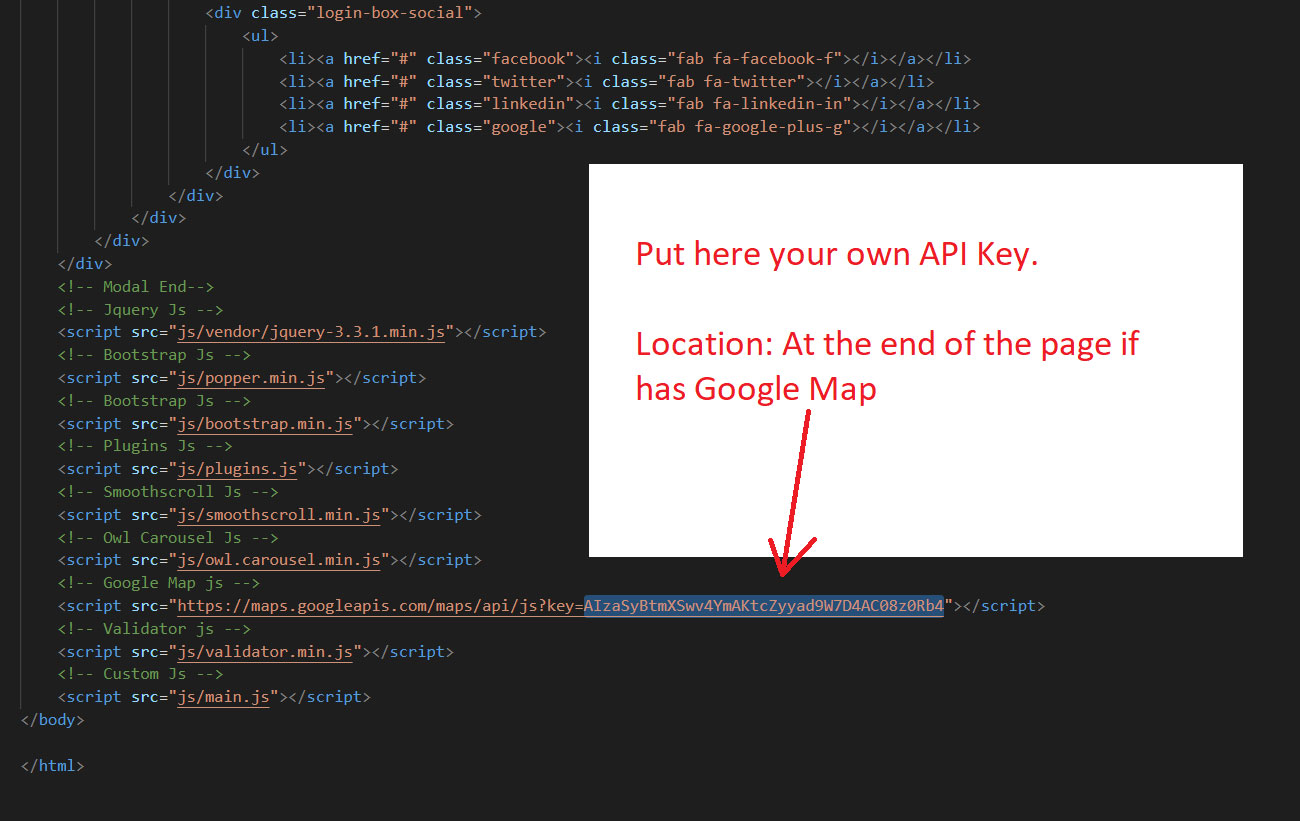 <div class="login-box-social">
<ul>
<li><a href="#" class="facebook"><i class="fab fa-facebook-f"></i></a></li>
<li><a href="#" class="twitter"><i class="fab fa-twitter"></i></a></li>
<li><a href="#" class="linkedin"><i class="fab fa-linkedin-in"></i></a></li>
<li><a href="#" class="google"><i class="fab fa-google-plus-g"></i></a></li>
</ul>
</div>
</div>
</div>
</div>
</div>
<!-- Modal End-->
<!-- Jquery Js -->
<script src="js/vendor/jquery-3.3.1.min.js"></script>
<!-- Bootstrap Js -->
<script src="js/popper.min.js"></script>
<!-- Bootstrap Js -->
<script src="js/bootstrap.min.js"></script>
<!-- Plugins Js -->
<script src="js/plugins.js"></script>
<!-- Smoothscroll Js -->
<script src="js/smoothscroll.min.js"></script>
<!-- Owl Carousel Js -->
<script src="js/owl.carousel.min.js"></script>
<!-- Google Map js -->
<script src="https://maps.googleapis.com/maps/api/js?key=AIzaSyBtmXSwv4YmAKtcZyyad9W7D4AC08z0Rb4"></script>
<!-- Validator js -->
<script src="js/validator.min.js"></script>
<!-- Custom Js -->
<script src="js/main.js"></script>
</body>
</html>
Put here your own API Key.
Location: At the end of the page if
has Google Map